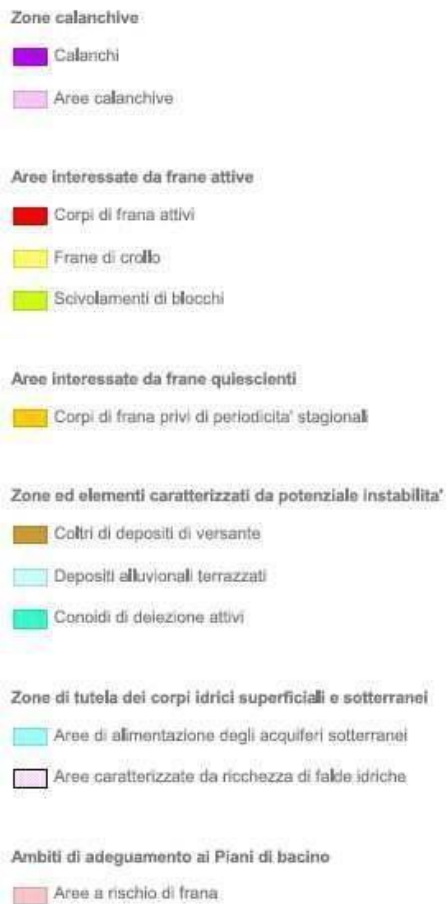 Zone calanchive
Calanchi
Aree calanchive
Aree interessate da frane attive
Corpi di frana attivi
Frane di crollo
Scivolamenti di blocchi
Aree interessate da frane quiescienti
Corpi di frana privi di periodicita' stagionali
Zone ed elementi caratterizzati da potenziale instabilita'
Coltri di depositi di versante
Depositi alluvionali terrazzati
Conoidi di deiezione attivi
Zone di tutela dei corpi idrici superficiali e sotterranei
Aree di alimentazione degli acquiferi sotterranei
Aree caratterizzate da ricchezza di falde idriche
Ambiti di adeguamento ai Piani di bacino
Aree a rischio di frana